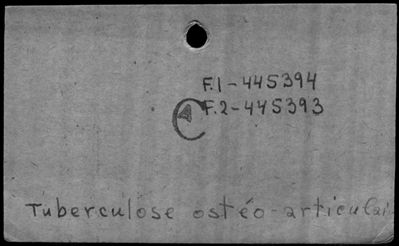 F.1-445394
F.2-445393
Tuberculose ostéo-articulai